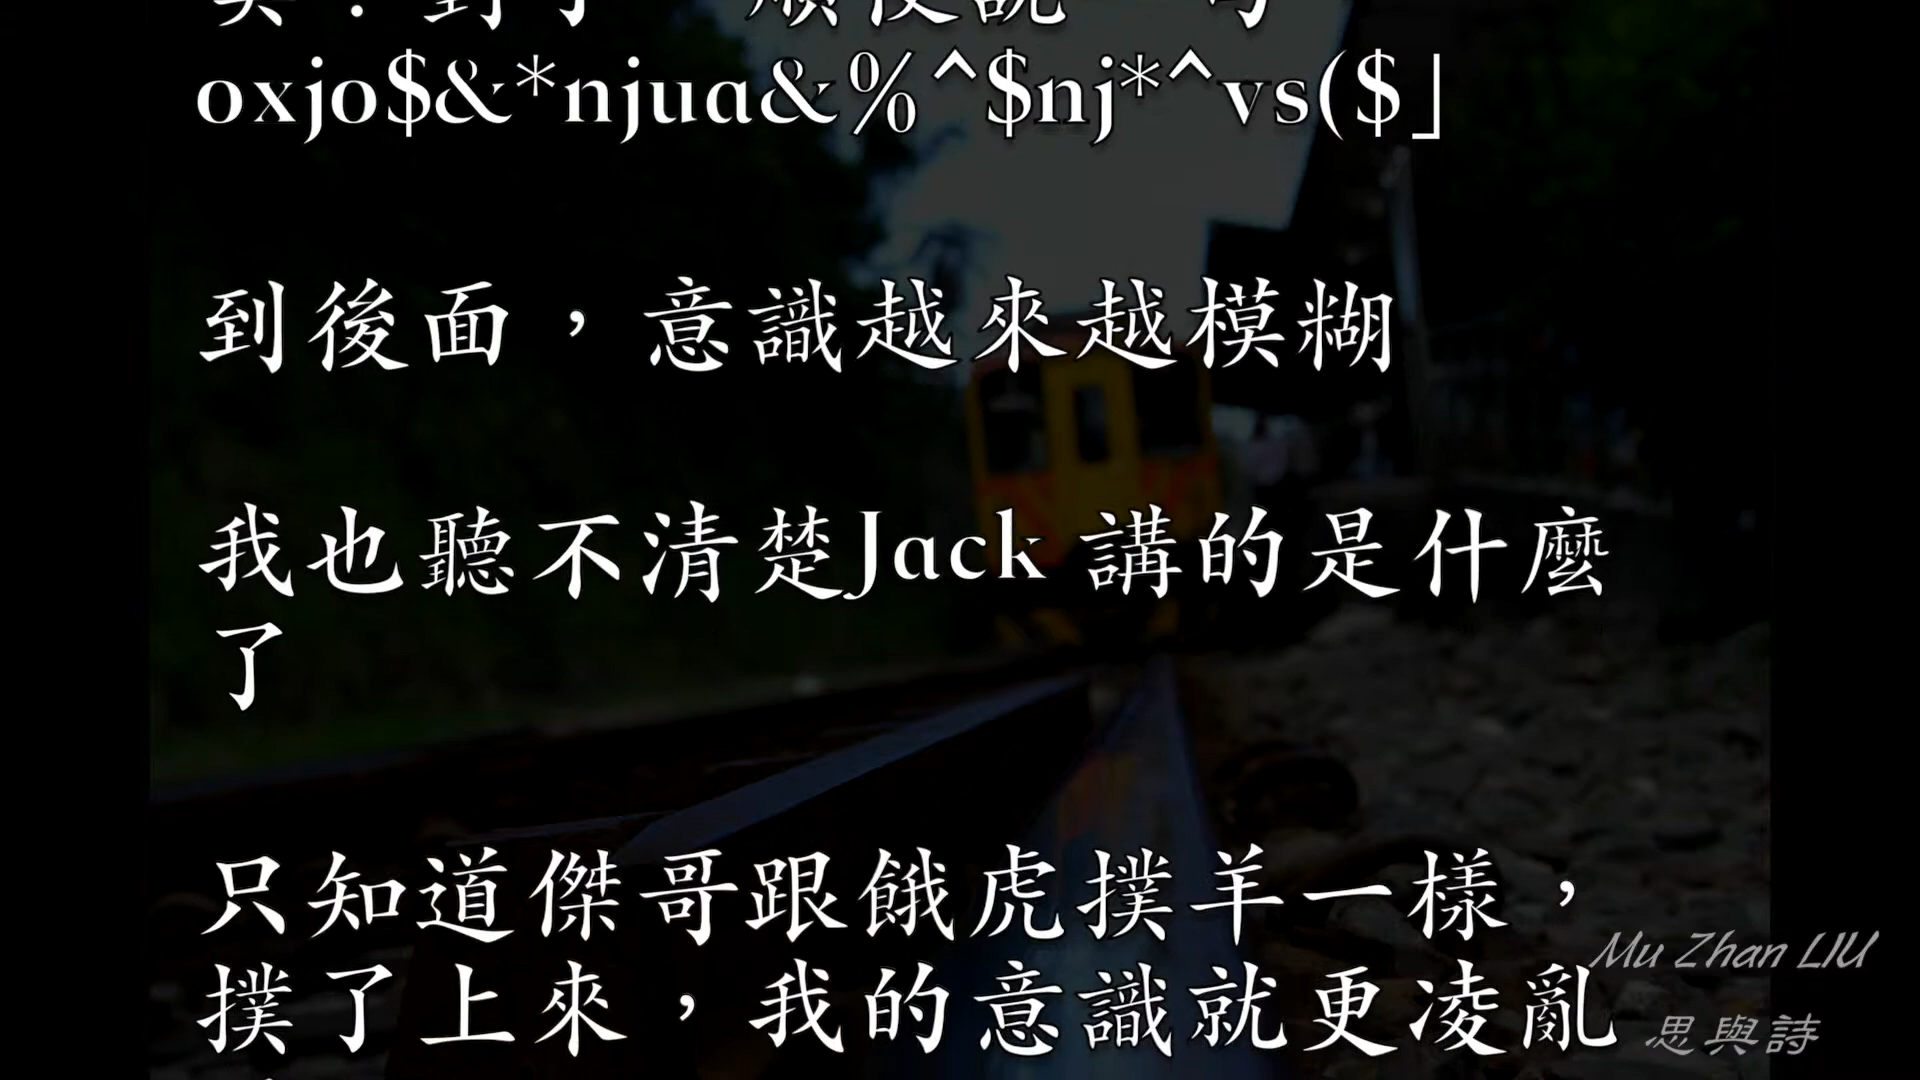 oxjo$&*njua&%^$nj*^vs($」
到後面，意識越來越模糊
我也聽不清楚Jack 講的是什麼
了
只知道傑哥跟餓虎撲羊一樣，
撲了上來，我的意識就更凌亂
Mu Zhan LIU
思與詩